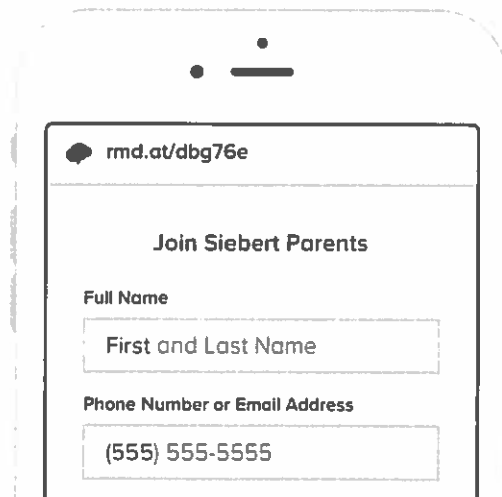 rmd.at/dbg76e
Join Siebert Parents
Full Name
First and Last Name
Phone Number or Email Address
(555) 555-5555